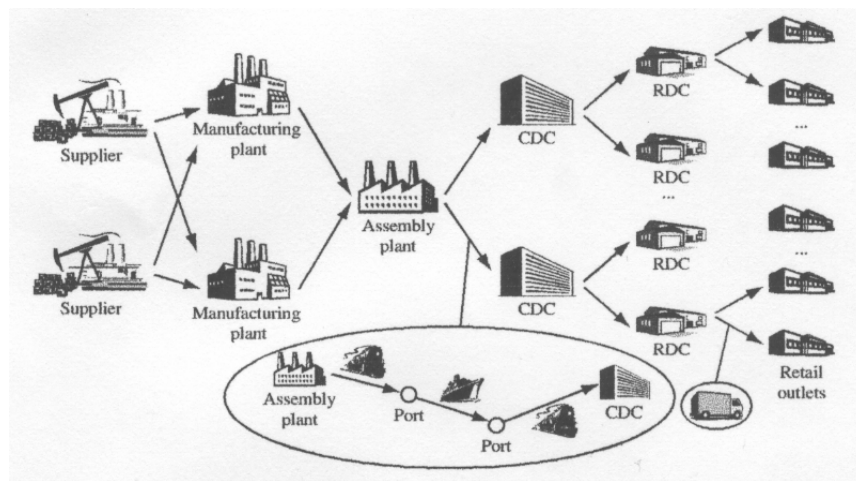 RDC
CDC
RDC
Supplier
Manufacturing
plant
...
Assembly
plant
RDC
...
RDC
...
Supplier
Manufacturing
plant
CDC
RDC
Retail
outlets
Assembly
plant
Port
Port
CDC